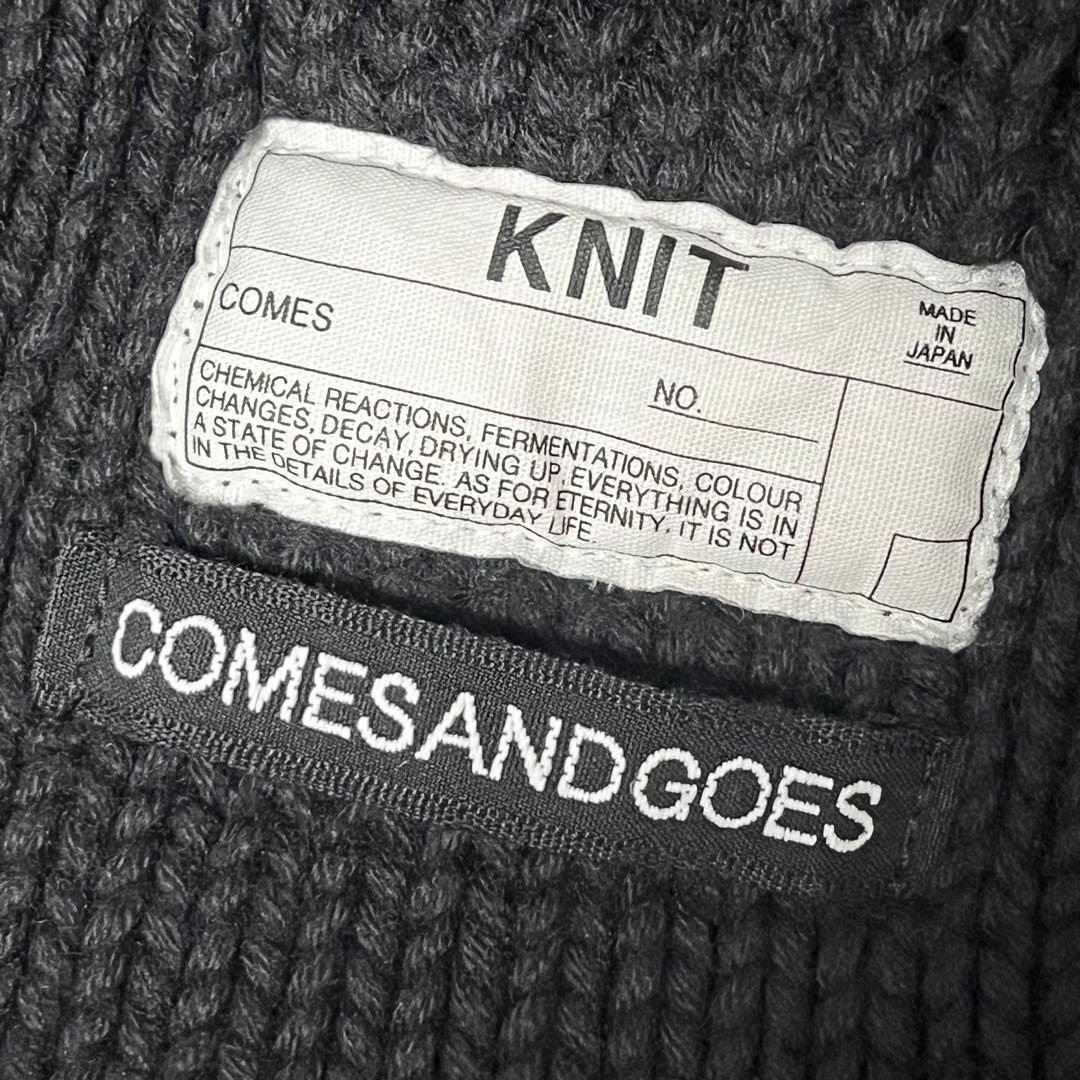 KNIT
MADE
IN
JAPAN
COMES
NO.
CHEMICAL REACTIONS, FERMENTATIONS, COLOUR
CHANGES, DECAY, DRYING UP, EVERYTHING IS IN
A STATE OF CHANGE. AS FOR ETERNITY, IT IS NOT
IN THE DETAILS OF EVERYDAY LIFE.
COMESANDGOES